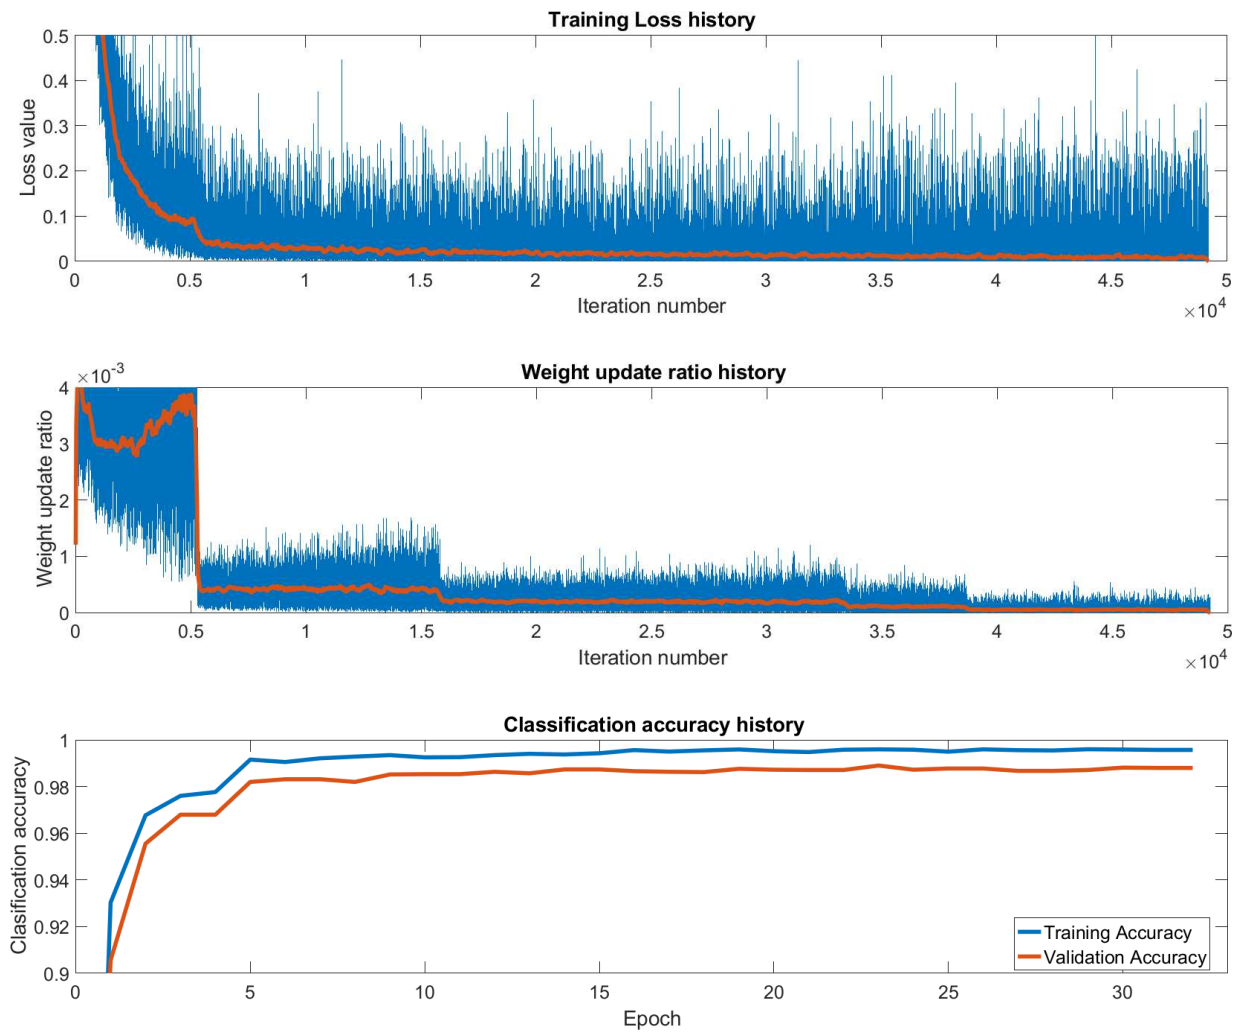 Training Loss history
Loss value
0.5
0.4
0.3
0.2
0.1
0
0 0.5 1 1.5 2 2.5 3 3.5 4 4.5 5
Iteration number
×10^4
Weight update ratio history
×10^-3
Weight update ratio
4
3
2
1
0
0 0.5 1 1.5 2 2.5 3 3.5 4 4.5 5
Iteration number
×10^4
Classification accuracy history
Clasification accuracy
1
0.98
0.96
0.94
0.92
0.9
Training Accuracy
Validation Accuracy
0 5 10 15 20 25 30
Epoch